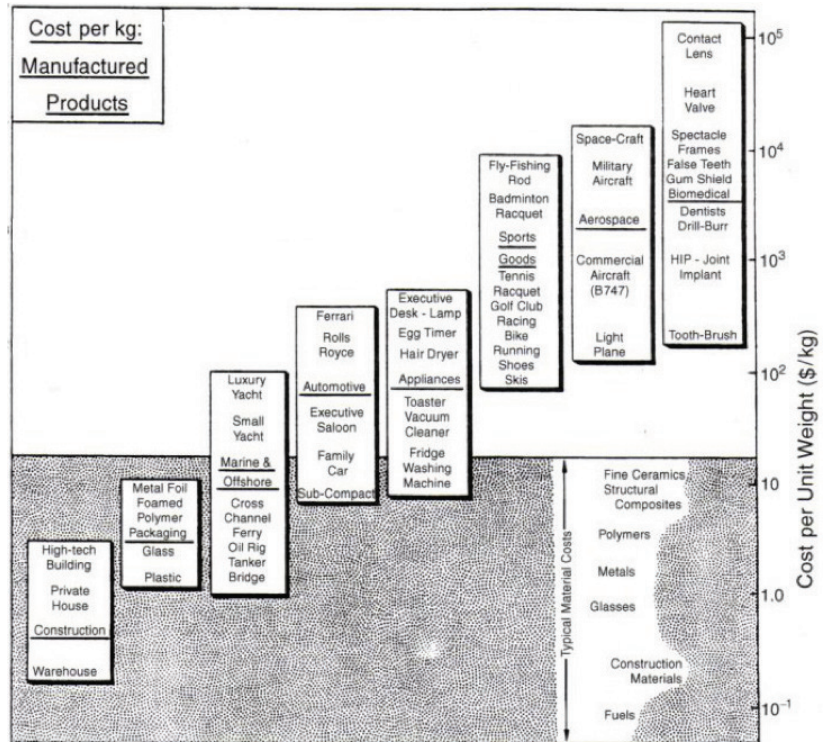 Cost per kg:
Manufactured
Products
High-tech
Building
Private
House
Construction
Warehouse
Metal Foil
Foamed
Polymer
Packaging
Glass
Plastic
Luxury
Yacht
Small
Yacht
Marine &
Offshore
Cross
Channel
Ferry
Oil Rig
Tanker
Bridge
Ferrari
Rolls
Royce
Automotive
Executive
Saloon
Family
Car
Sub-Compact
Executive
Desk - Lamp
Egg Timer
Hair Dryer
Appliances
Toaster
Vacuum
Cleaner
Fridge
Washing
Machine
Fly-Fishing
Rod
Badminton
Racquet
Sports
Goods
Tennis
Racquet
Golf Club
Racing
Bike
Running
Shoes
Skis
Space-Craft
Military
Aircraft
Aerospace
Commercial
Aircraft
(B747)
Light
Plane
Contact
Lens
Heart
Valve
Spectacle
Frames
False Teeth
Gum Shield
Biomedical
Dentists
Drill-Burr
HIP - Joint
Implant
Tooth-Brush
Typical Material Costs
Fine Ceramics
Structural
Composites
Polymers
Metals
Glasses
Construction
Materials
Fuels
10⁵
10⁴
10³
10²
10
1.0
10⁻¹
Cost per Unit Weight ($/kg)